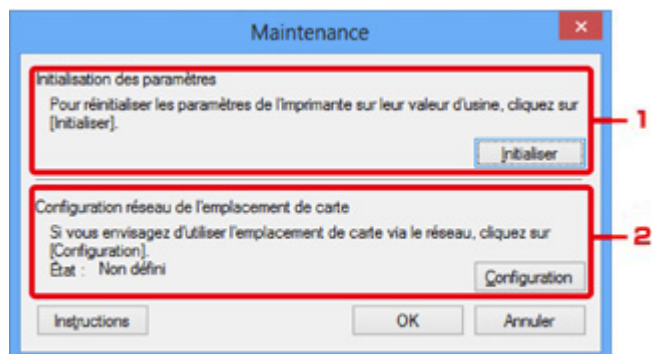 Maintenance
Initialisation des paramètres
Pour réinitialiser les paramètres de l'imprimante sur leur valeur d'usine, cliquez sur
[Initialiser].
1
Initialiser
Configuration réseau de l'emplacement de carte
Si vous envisagez d'utiliser l'emplacement de carte via le réseau, cliquez sur
[Configuration].
2
État : Non défini
Configuration
Instructions OK Annuler